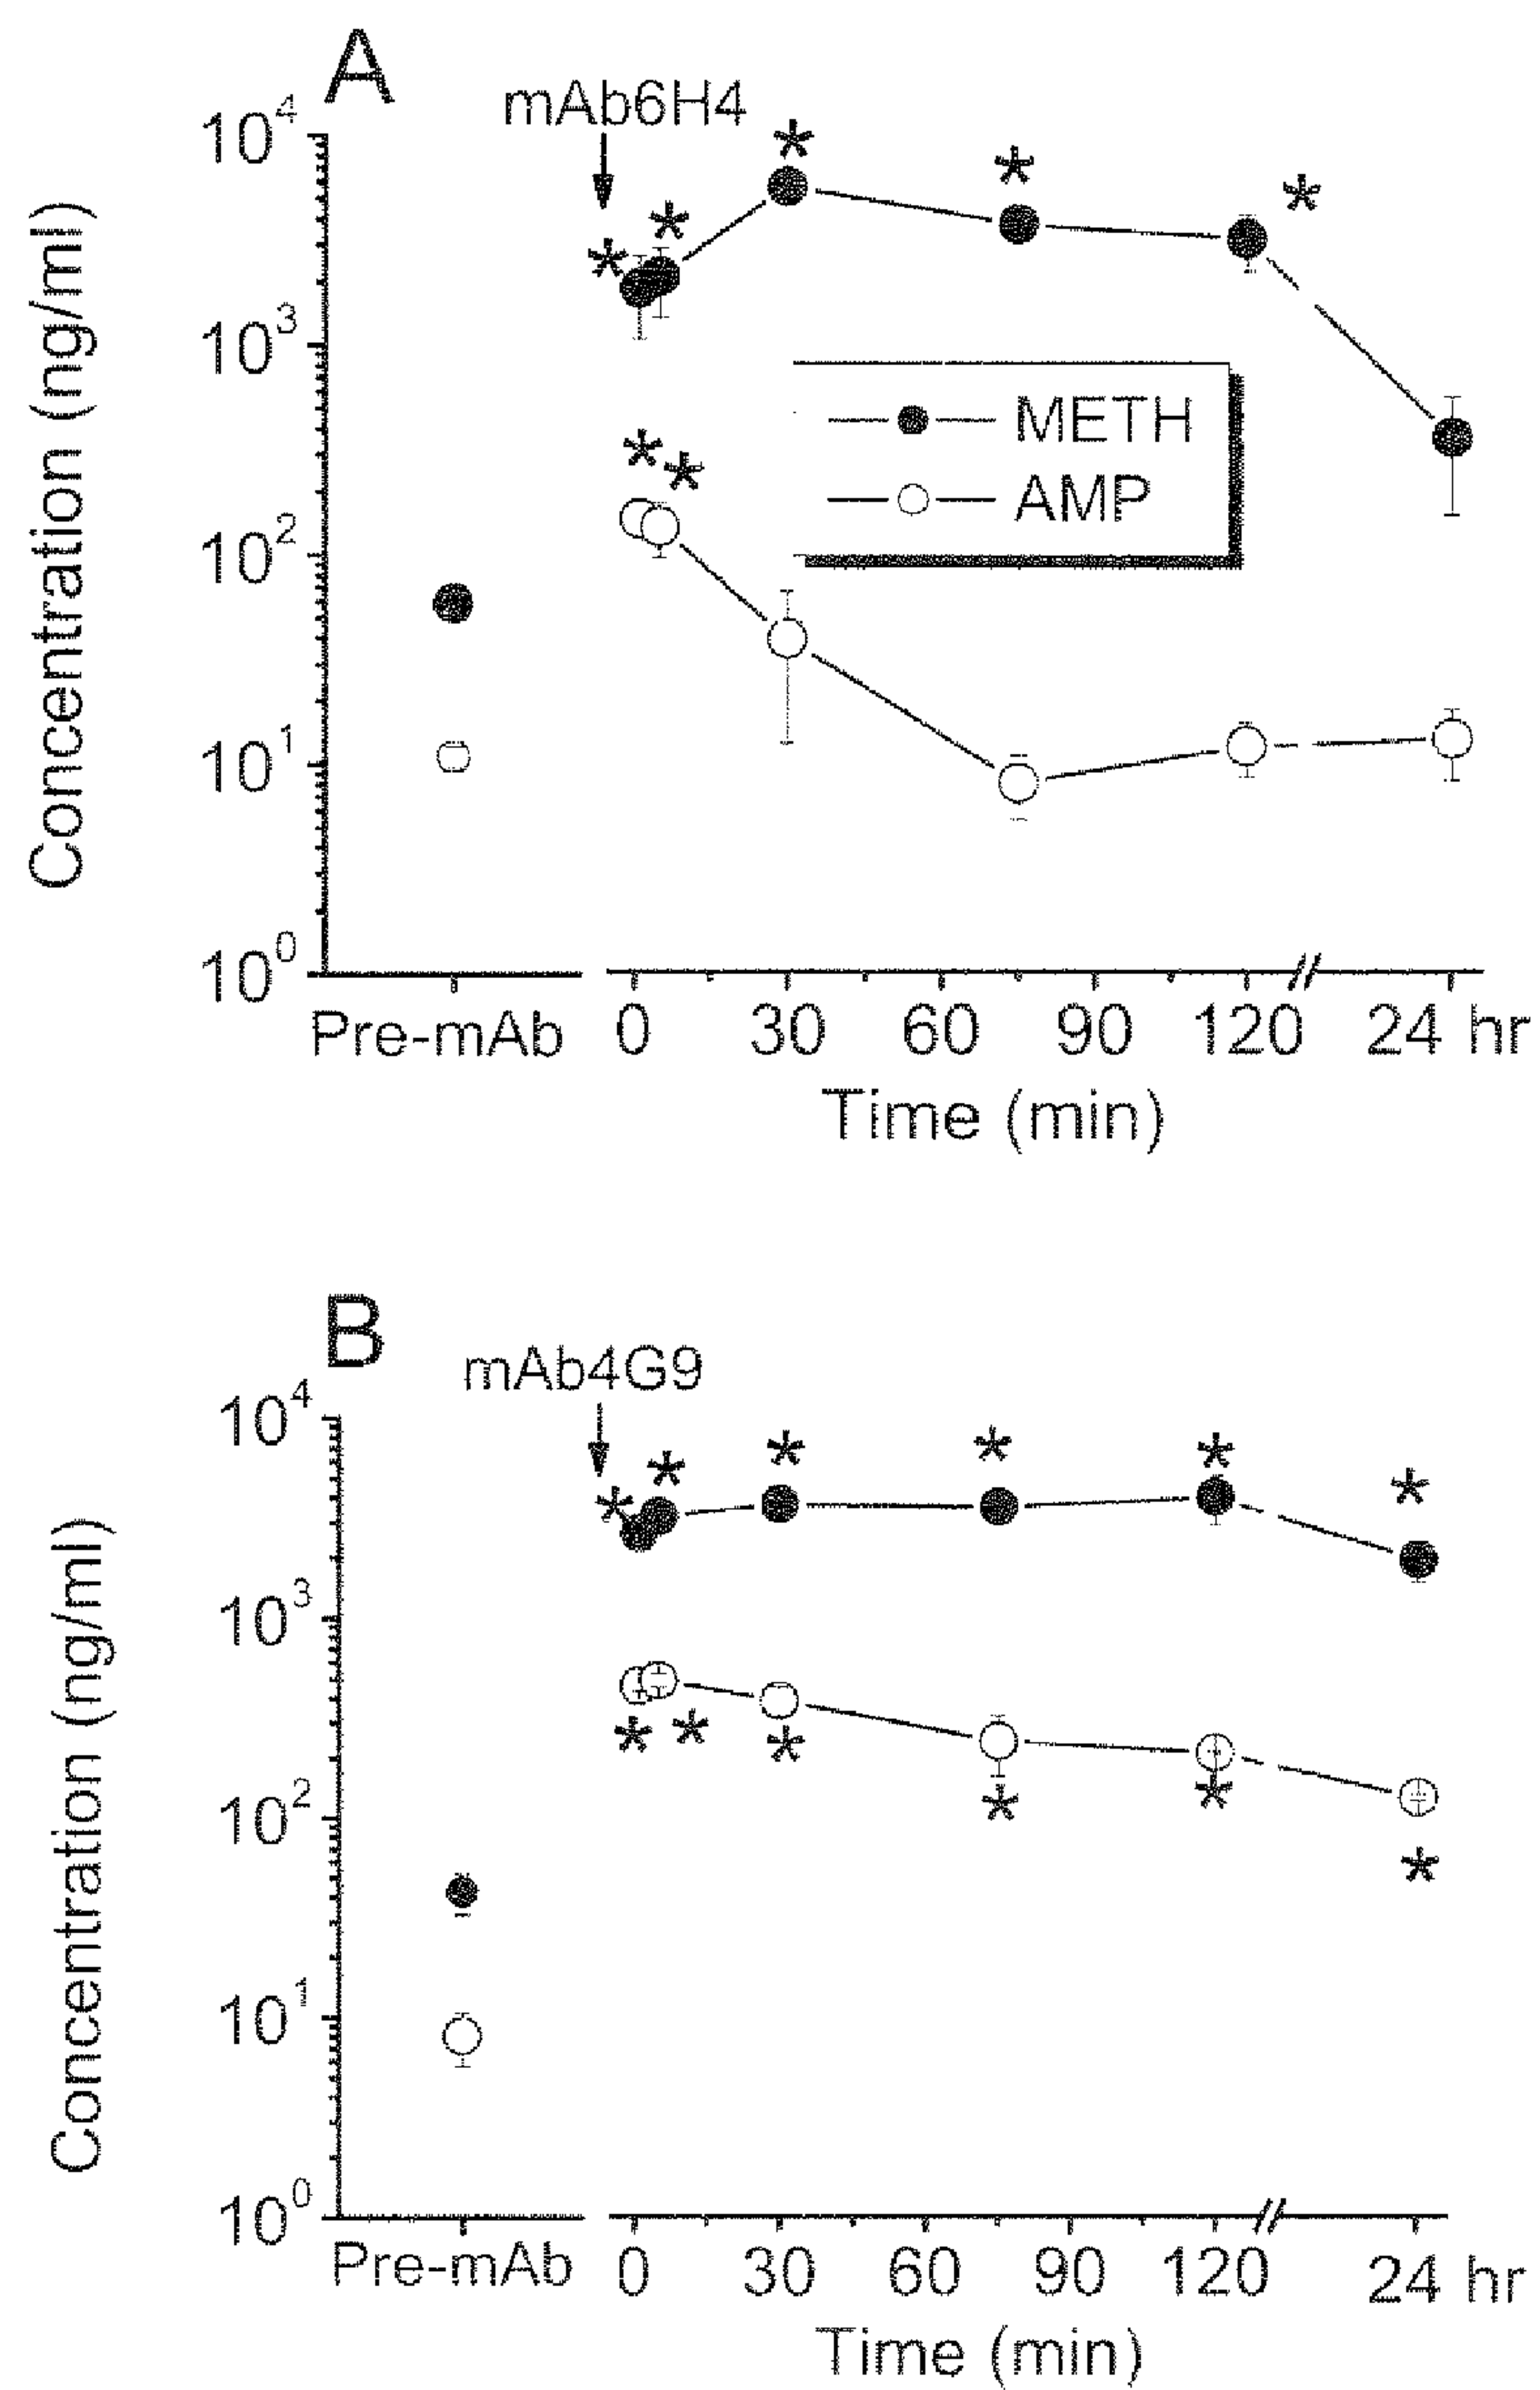 A
mAb6H4
10^4
10^3
10^2
10^1
10^0
Concentration (ng/ml)
* * * * *
* *
METH
AMP
Pre-mAb 0 30 60 90 120 24 hr
Time (min)
B
mAb4G9
10^4
10^3
10^2
10^1
10^0
Concentration (ng/ml)
* * * * * *
* * * * * *
Pre-mAb 0 30 60 90 120 24 hr
Time (min)